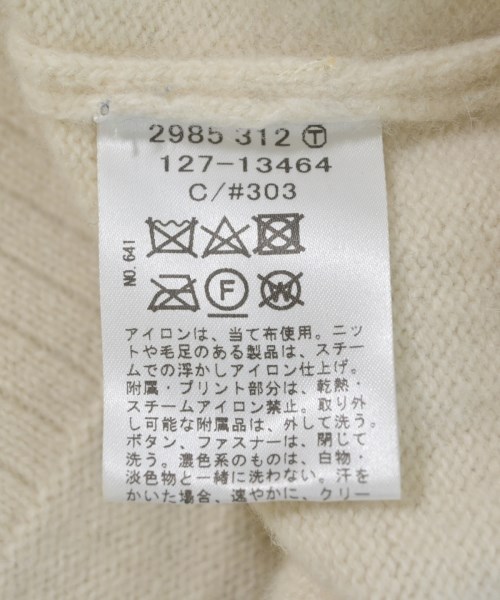 2985 312 Ⓣ
127-13464
C/#303
NO.641
F W
アイロンは、当て布使用。ニッ
トや毛足のある製品は、スチー
ムでの浮かしアイロン仕上げ。
附属・プリント部分は、乾熱・
スチームアイロン禁止。取り外
し可能な附属品は、外して洗う。
ボタン、ファスナーは、閉じて
洗う。濃色系のものは、白物・
淡色物と一緒に洗わない。汗を
かいた場合、速やかに、クリー